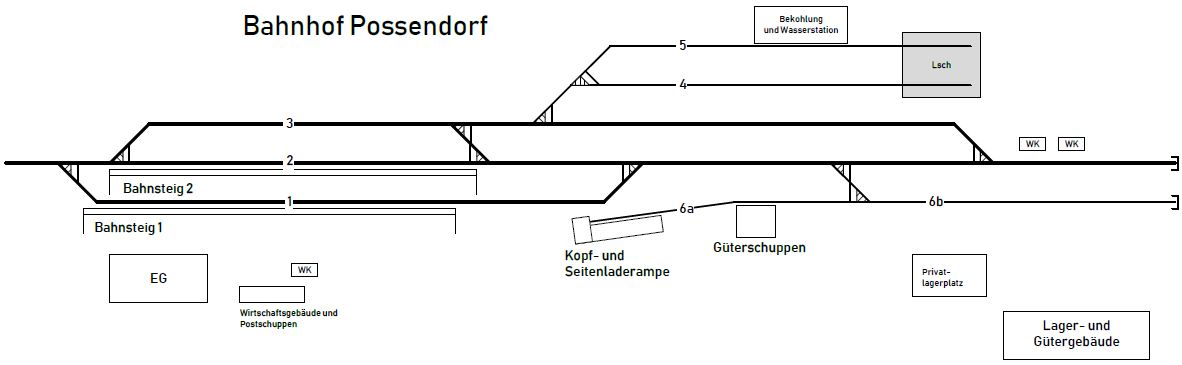 Bahnhof Possendorf
Bekohlung
und Wasserstation
5
Lsch
4
3
WK
WK
2
Bahnsteig 2
1
6a
6b
Bahnsteig 1
Güterschuppen
Kopf- und
Seitenladerampe
EG
WK
Privat-
lagerplatz
Wirtschaftsgebäude und
Postschuppen
Lager- und
Gütergebäude